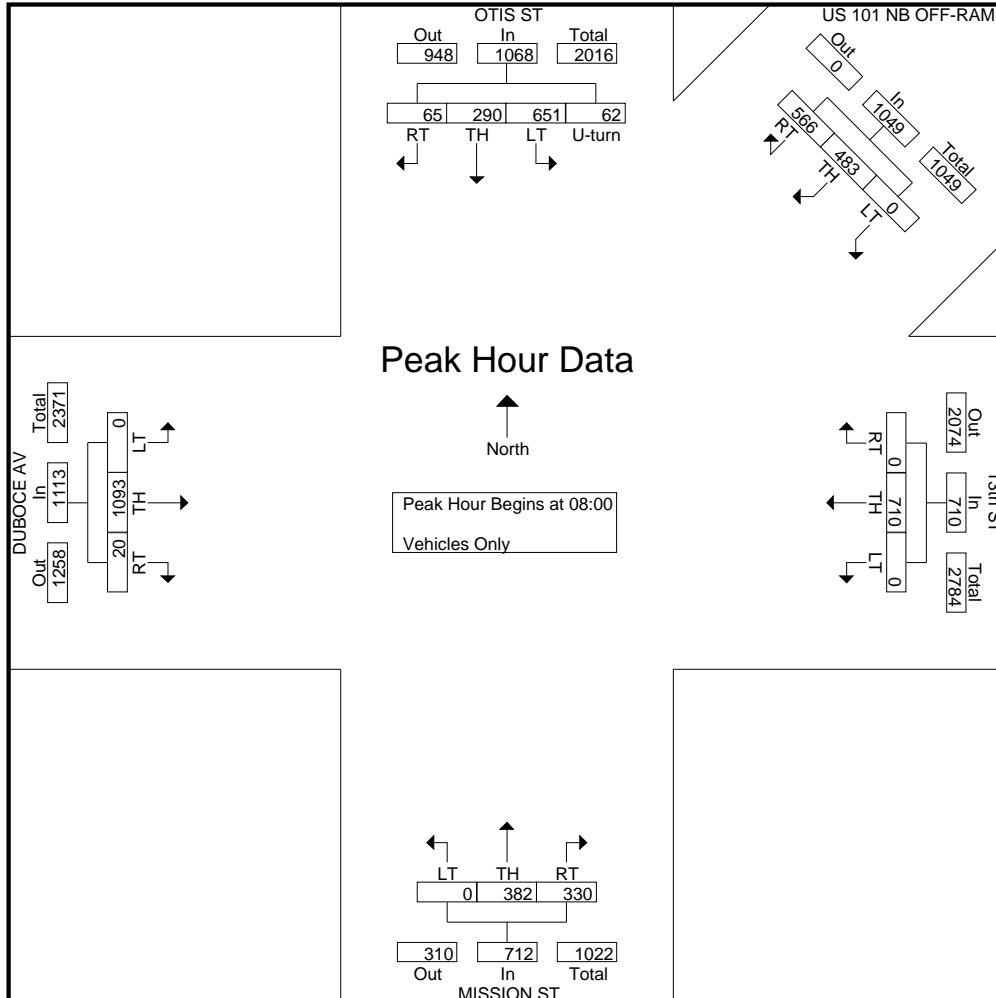 OTIS ST
Out In Total
948 1068 2016
65 290 651 62
RT TH LT U-turn
US 101 NB OFF-RAM
Out
0
In
1049
Total
1049
566 483 0
RT TH LT
Peak Hour Data
North
Peak Hour Begins at 08:00
Vehicles Only
DUBOCE AV
Out In Total
1258 1113 2371
20 1093 0
RT TH LT
13th ST
Out In Total
2074 710 2784
0 710 0
RT TH LT
LT TH RT
0 382 330
310 712 1022
Out In Total
MISSION ST